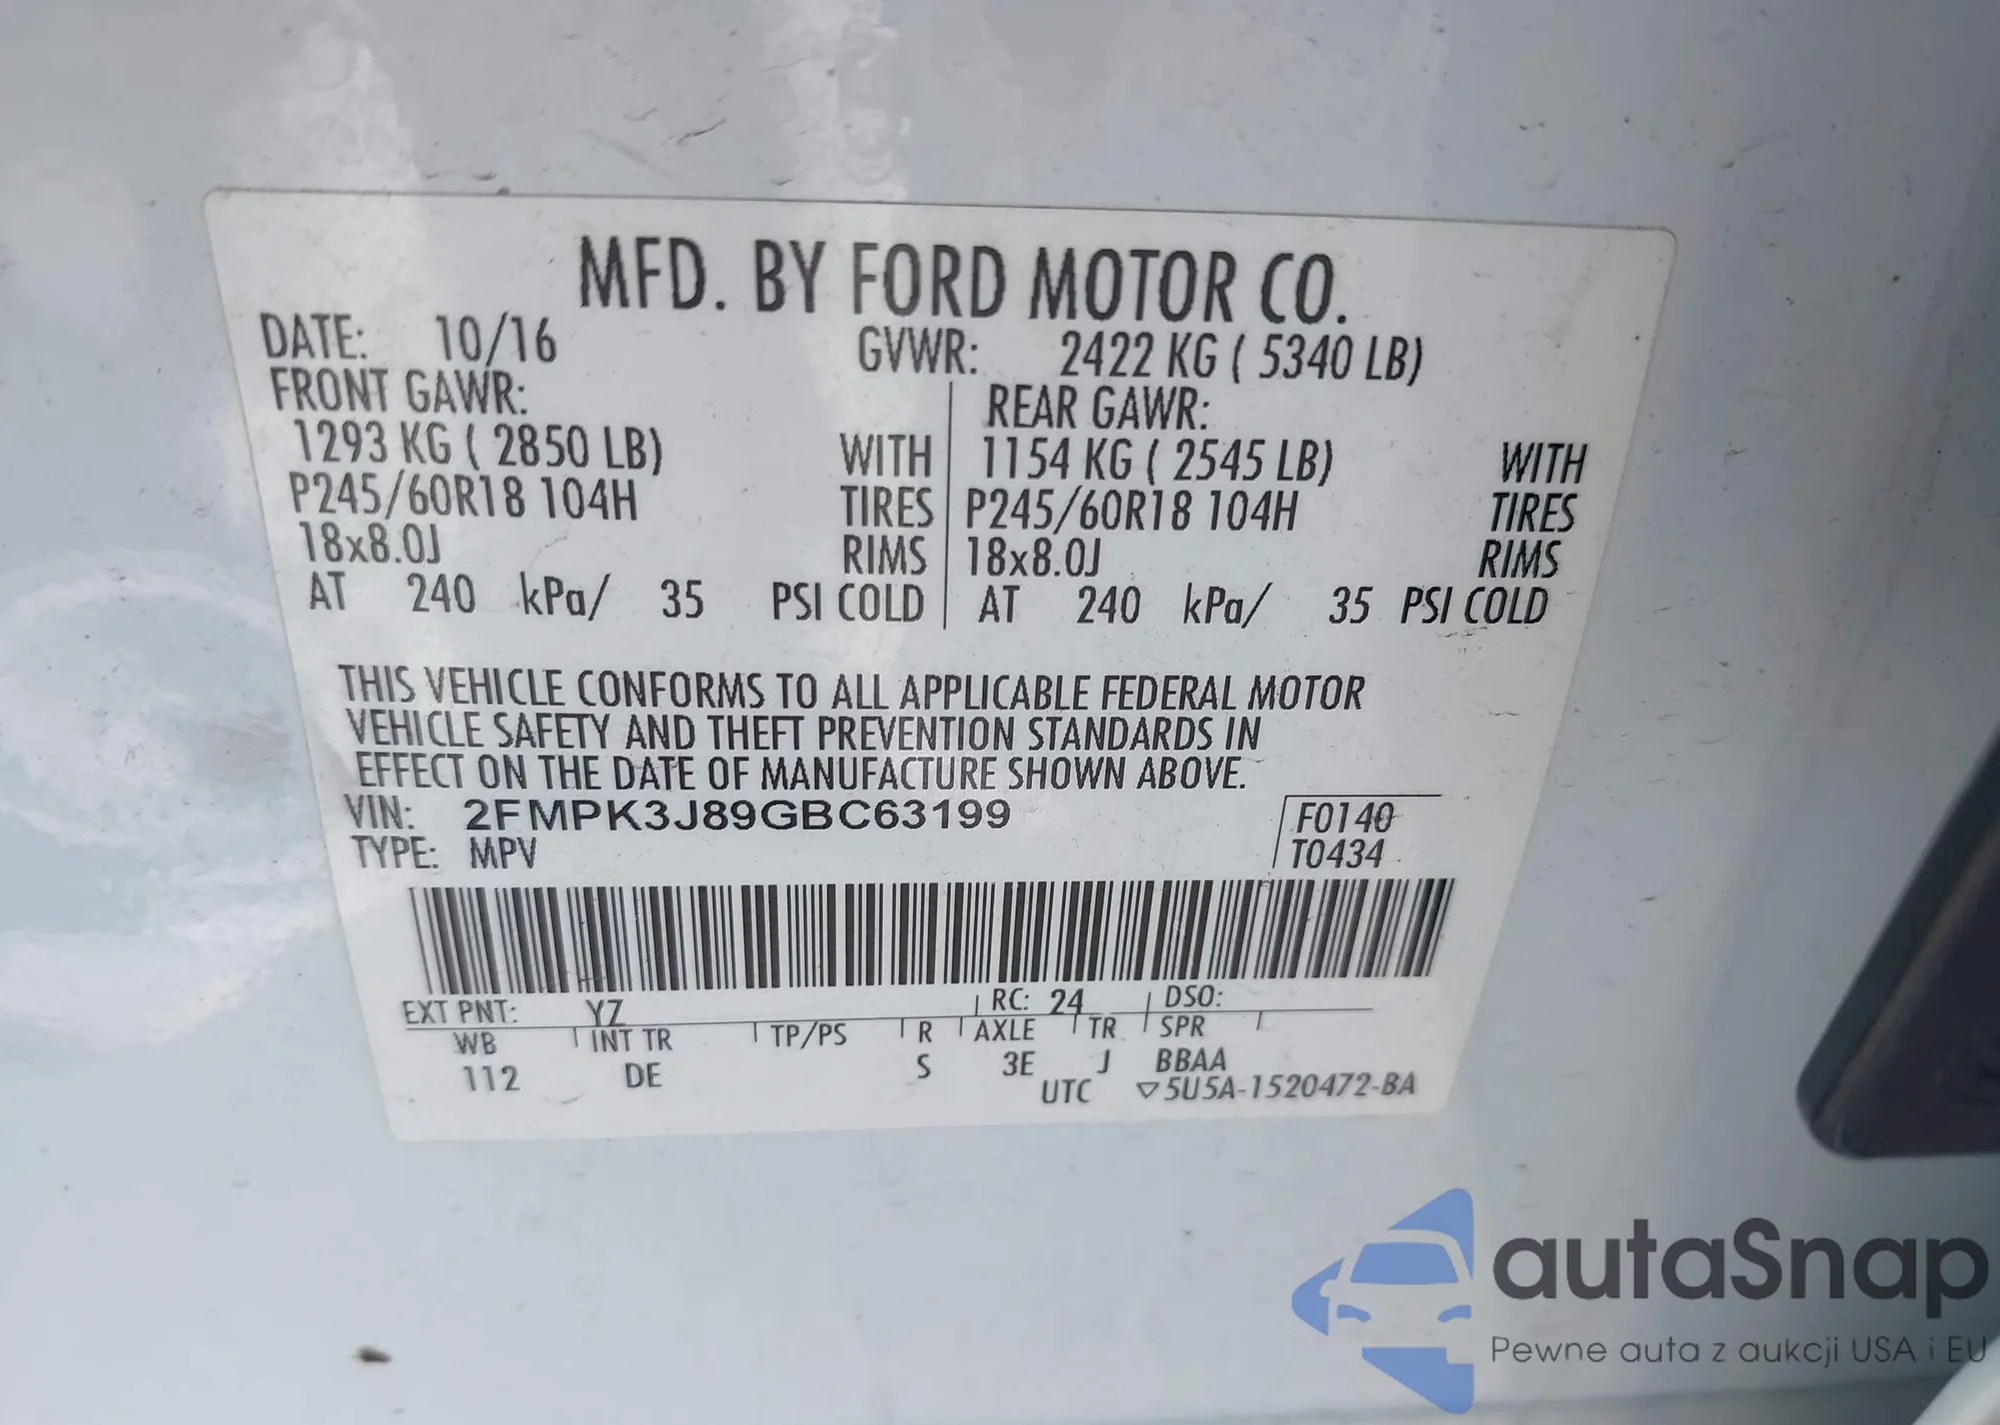 MFD. BY FORD MOTOR CO.
DATE: 10/16 GVWR: 2422 KG ( 5340 LB)
FRONT GAWR: REAR GAWR:
1293 KG ( 2850 LB) WITH 1154 KG ( 2545 LB) WITH
P245/60R18 104H TIRES P245/60R18 104H TIRES
18x8.0J RIMS 18x8.0J RIMS
AT 240 kPa/ 35 PSI COLD AT 240 kPa/ 35 PSI COLD
THIS VEHICLE CONFORMS TO ALL APPLICABLE FEDERAL MOTOR
VEHICLE SAFETY AND THEFT PREVENTION STANDARDS IN
EFFECT ON THE DATE OF MANUFACTURE SHOWN ABOVE.
VIN: 2FMPK3J89GBC63199 F0140
TYPE: MPV T0434
EXT PNT: YZ RC: 24 DSO:
WB INT TR TP/PS R AXLE TR SPR
112 DE S 3E J BBAA
UTC ▽5U5A-1520472-BA
autaSnap
Pewne auta z aukcji USA i EU